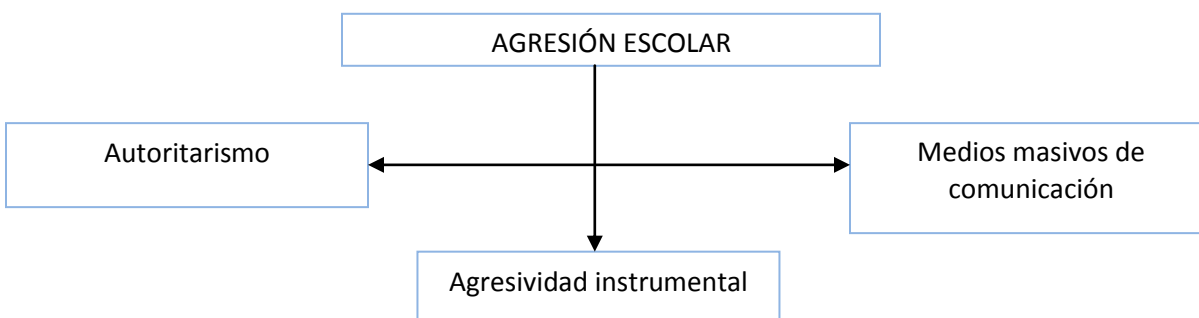 AGRESIÓN ESCOLAR
Autoritarismo
Medios masivos de
comunicación
Agresividad instrumental